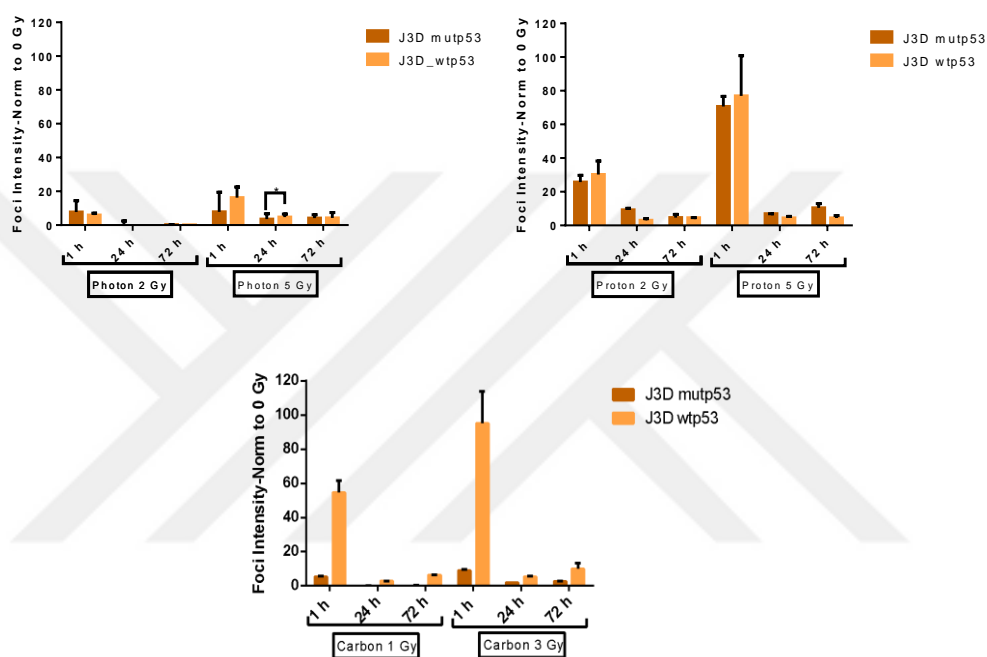 Foci Intensity-Norm to 0 Gy
120
100
80
60
40
20
0
J3D mutp53
J3D_wtp53
*
1 h
24 h
72 h
1 h
24 h
72 h
Photon 2 Gy
Photon 5 Gy
Foci Intensity-Norm to 0 Gy
120
100
80
60
40
20
0
J3D mutp53
J3D wtp53
1 h
24 h
72 h
1 h
24 h
72 h
Proton 2 Gy
Proton 5 Gy
Foci Intensity-Norm to 0 Gy
120
100
80
60
40
20
0
J3D mutp53
J3D wtp53
1 h
24 h
72 h
1 h
24 h
72 h
Carbon 1 Gy
Carbon 3 Gy